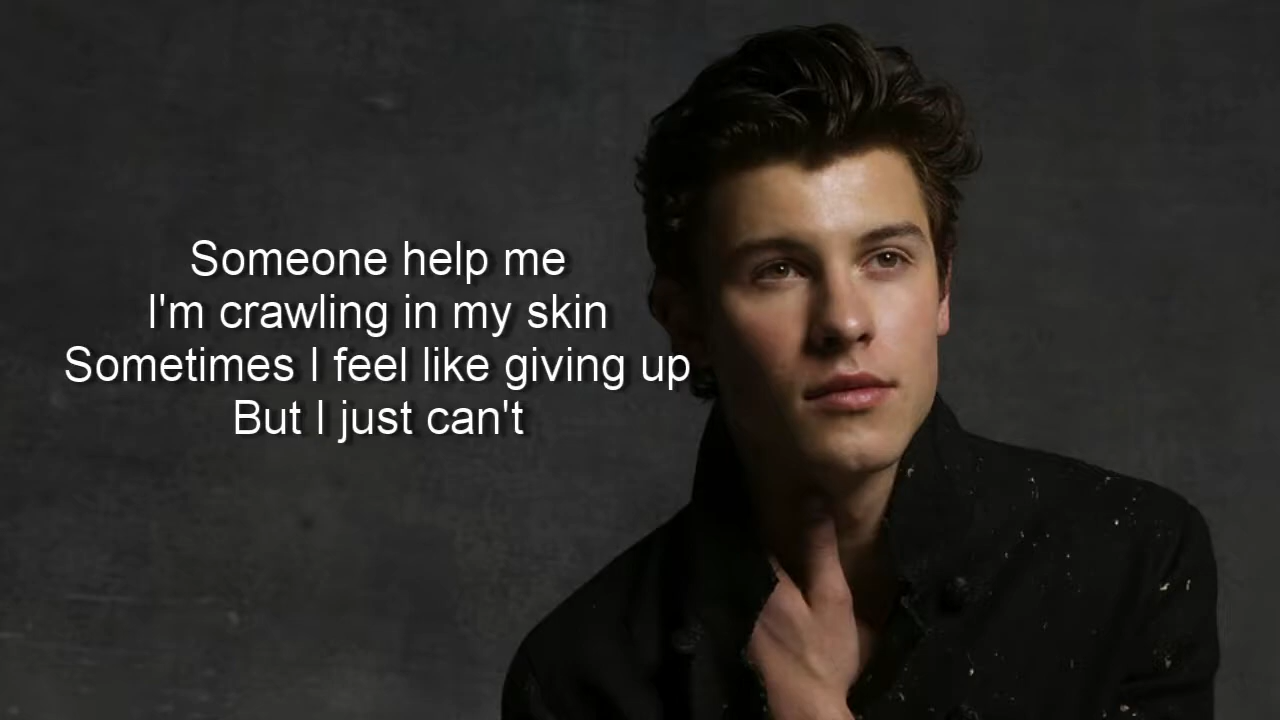 Someone help me
I'm crawling in my skin
Sometimes I feel like giving up
But I just can't